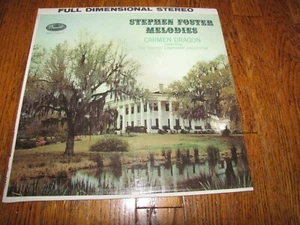 FULL DIMENSIONAL STEREO
STEPHEN FOSTER
MELODIES
CARMEN DRAGON